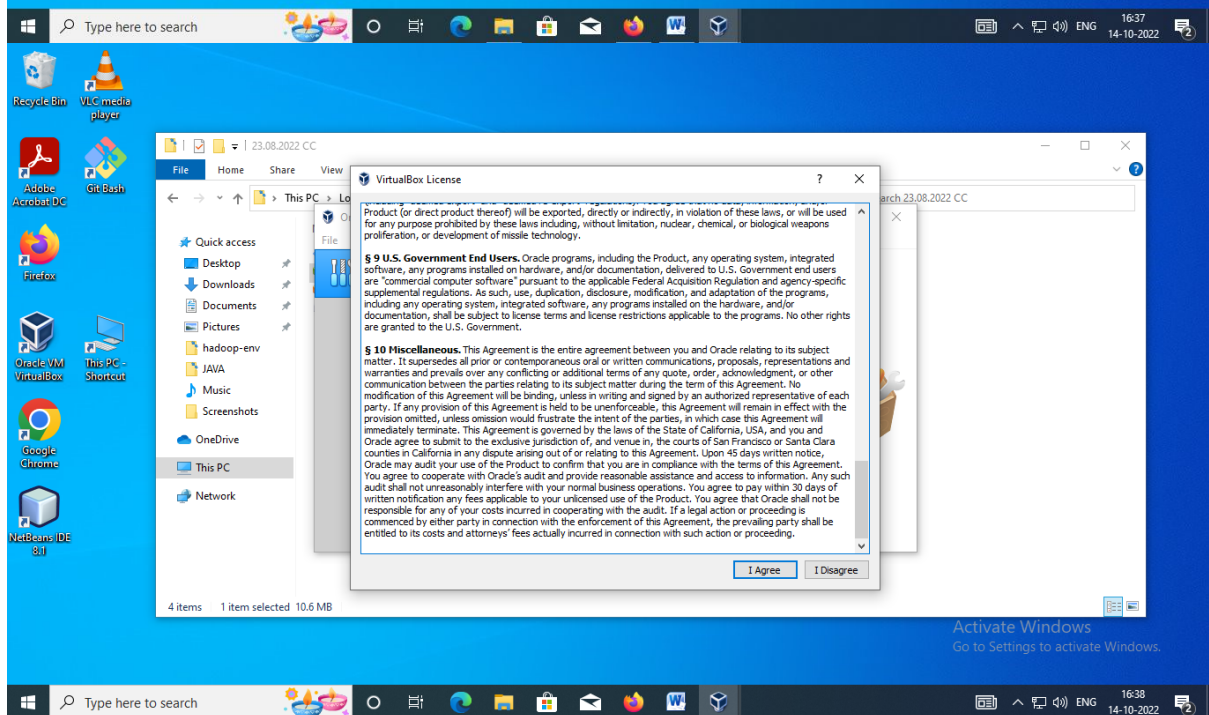 Type here to search
ENG
16:37
14-10-2022
2
Recycle Bin
VLC media
player
Adobe
Acrobat DC
Git Bash
Firefox
Oracle VM
VirtualBox
This PC -
Shortcut
Google
Chrome
NetBeans IDE
8.1
23.08.2022 CC
File
Home
Share
View
This PC
Lo
arch 23.08.2022 CC
Quick access
Desktop
Downloads
Documents
Pictures
hadoop-env
JAVA
Music
Screenshots
OneDrive
This PC
Network
4 items
1 item selected 10.6 MB
File
VirtualBox License
?
Product (or direct product thereof) will be exported, directly or indirectly, in violation of these laws, or will be used
for any purpose prohibited by these laws including, without limitation, nuclear, chemical, or biological weapons
proliferation, or development of missile technology.
§ 9 U.S. Government End Users. Oracle programs, including the Product, any operating system, integrated
software, any programs installed on hardware, and/or documentation, delivered to U.S. Government end users
are "commercial computer software" pursuant to the applicable Federal Acquisition Regulation and agency-specific
supplemental regulations. As such, use, duplication, disclosure, modification, and adaptation of the programs,
including any operating system, integrated software, any programs installed on the hardware, and/or
documentation, shall be subject to license terms and license restrictions applicable to the programs. No other rights
are granted to the U.S. Government.
§ 10 Miscellaneous. This Agreement is the entire agreement between you and Oracle relating to its subject
matter. It supersedes all prior or contemporaneous oral or written communications, proposals, representations and
warranties and prevails over any conflicting or additional terms of any quote, order, acknowledgment, or other
communication between the parties relating to its subject matter during the term of this Agreement. No
modification of this Agreement will be binding, unless in writing and signed by an authorized representative of each
party. If any provision of this Agreement is held to be unenforceable, this Agreement will remain in effect with the
provision omitted, unless omission would frustrate the intent of the parties, in which case this Agreement will
immediately terminate. This Agreement is governed by the laws of the State of California, USA, and you and
Oracle agree to submit to the exclusive jurisdiction of, and venue in, the courts of San Francisco or Santa Clara
counties in California in any dispute arising out of or relating to this Agreement. Upon 45 days written notice,
Oracle may audit your use of the Product to confirm that you are in compliance with the terms of this Agreement.
You agree to cooperate with Oracle's audit and provide reasonable assistance and access to information. Any such
audit shall not unreasonably interfere with your normal business operations. You agree to pay within 30 days of
written notification any fees applicable to your unlicensed use of the Product. You agree that Oracle shall not be
responsible for any of your costs incurred in cooperating with the audit. If a legal action or proceeding is
commenced by either party in connection with the enforcement of this Agreement, the prevailing party shall be
entitled to its costs and attorneys' fees actually incurred in connection with such action or proceeding.
I Agree
I Disagree
Activate Windows
Go to Settings to activate Windows.
Type here to search
ENG
16:38
14-10-2022
2